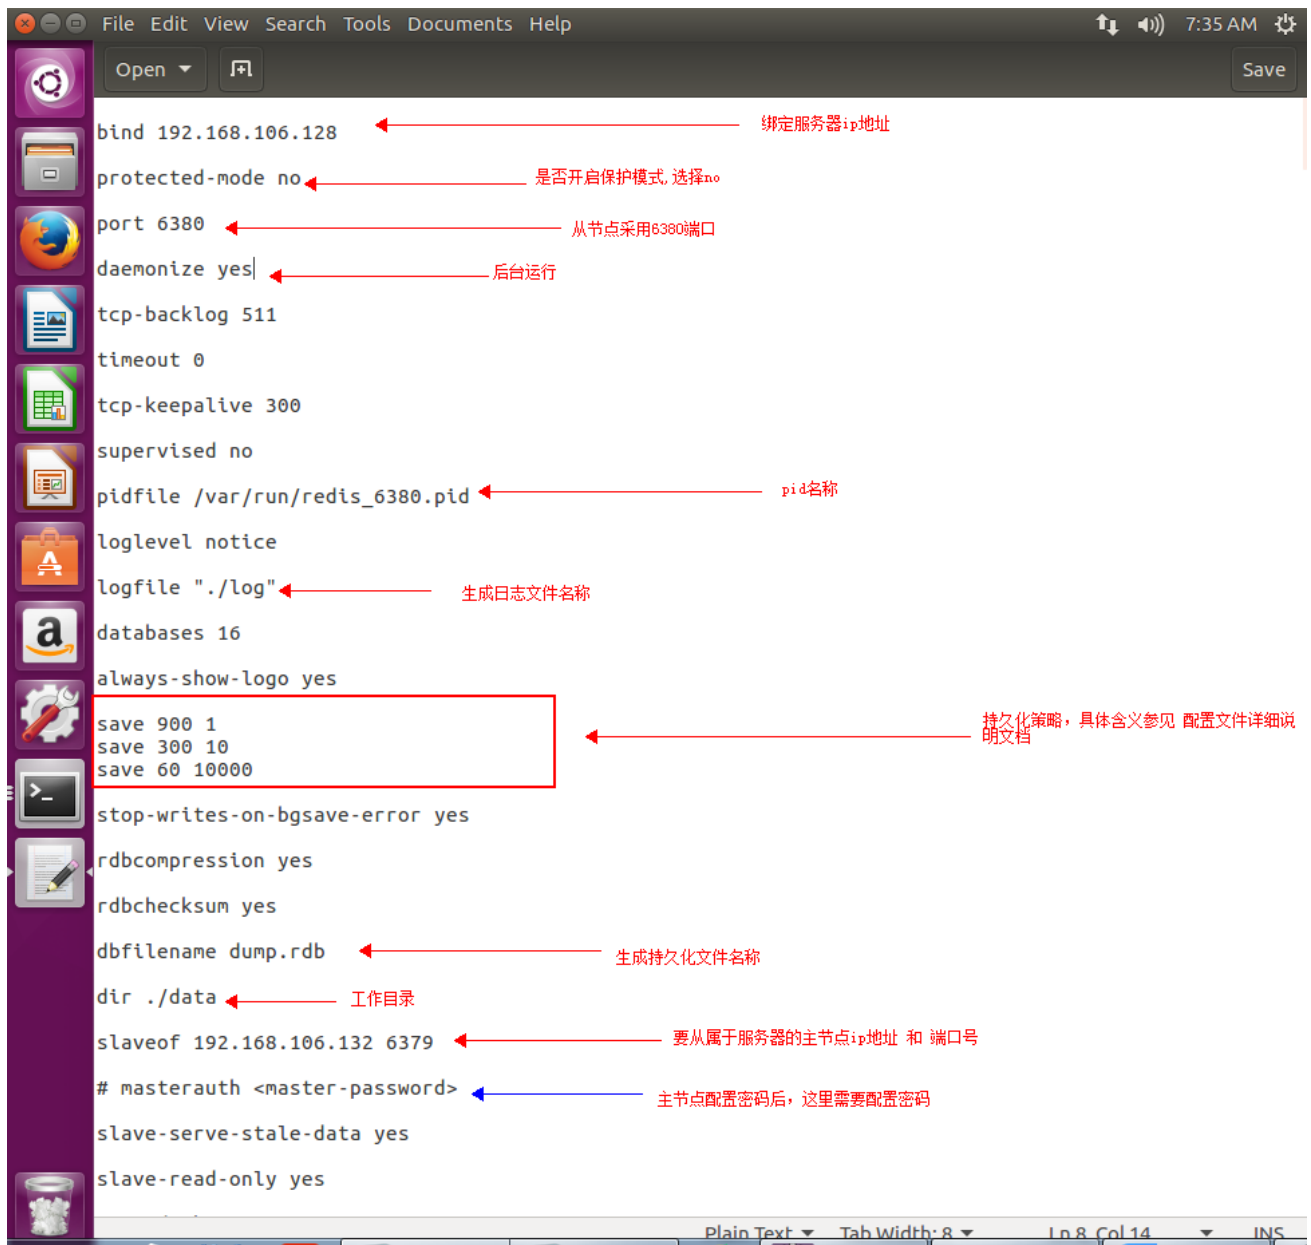 File Edit View Search Tools Documents Help 7:35 AM
Open Save
bind 192.168.106.128 绑定服务器ip地址
protected-mode no 是否开启保护模式,选择no
port 6380 从节点采用6380端口
daemonize yes 后台运行
tcp-backlog 511
timeout 0
tcp-keepalive 300
supervised no
pidfile /var/run/redis_6380.pid pid名称
loglevel notice
logfile "./log" 生成日志文件名称
databases 16
always-show-logo yes
save 900 1 持久化策略，具体含义参见 配置文件详细说
明文档
save 300 10
save 60 10000
stop-writes-on-bgsave-error yes
rdbcompression yes
rdbchecksum yes
dbfilename dump.rdb 生成持久化文件名称
dir ./data 工作目录
slaveof 192.168.106.132 6379 要从属于服务器的主节点ip地址 和 端口号
# masterauth <master-password> 主节点配置密码后，这里需要配置密码
slave-serve-stale-data yes
slave-read-only yes
Plain Text Tab Width: 8 Ln 8, Col 14 INS